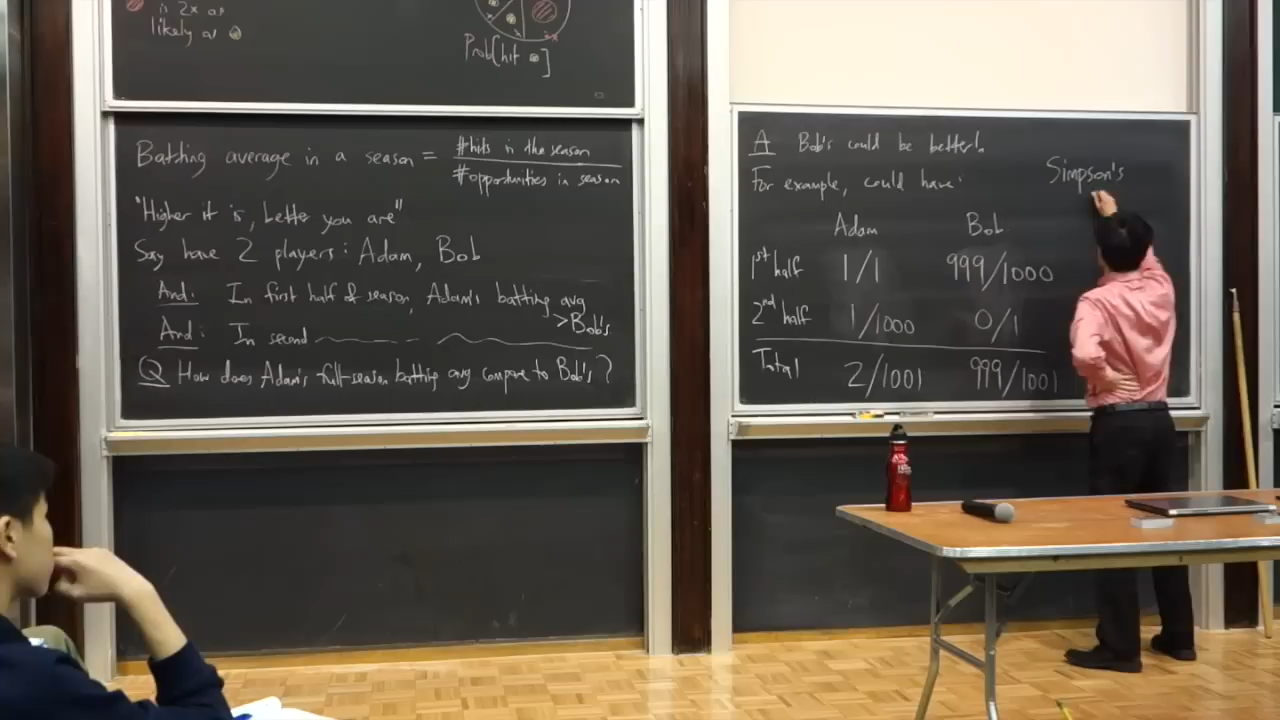 is 2x as
likely as
Prob[hit ]
Batting average in a season = #hits in the season
#opportunities in season
"Higher it is, better you are"
Say have 2 players: Adam, Bob
And: In first half of season, Adam's batting avg
>Bob's
And: In second
Q How does Adam's full-season batting avg compare to Bob's?
A Bob's could be better!
For example, could have:
Simpson's
Adam Bob
1st half 1/1 999/1000
2nd half 1/1000 0/1
Total 2/1001 999/1001